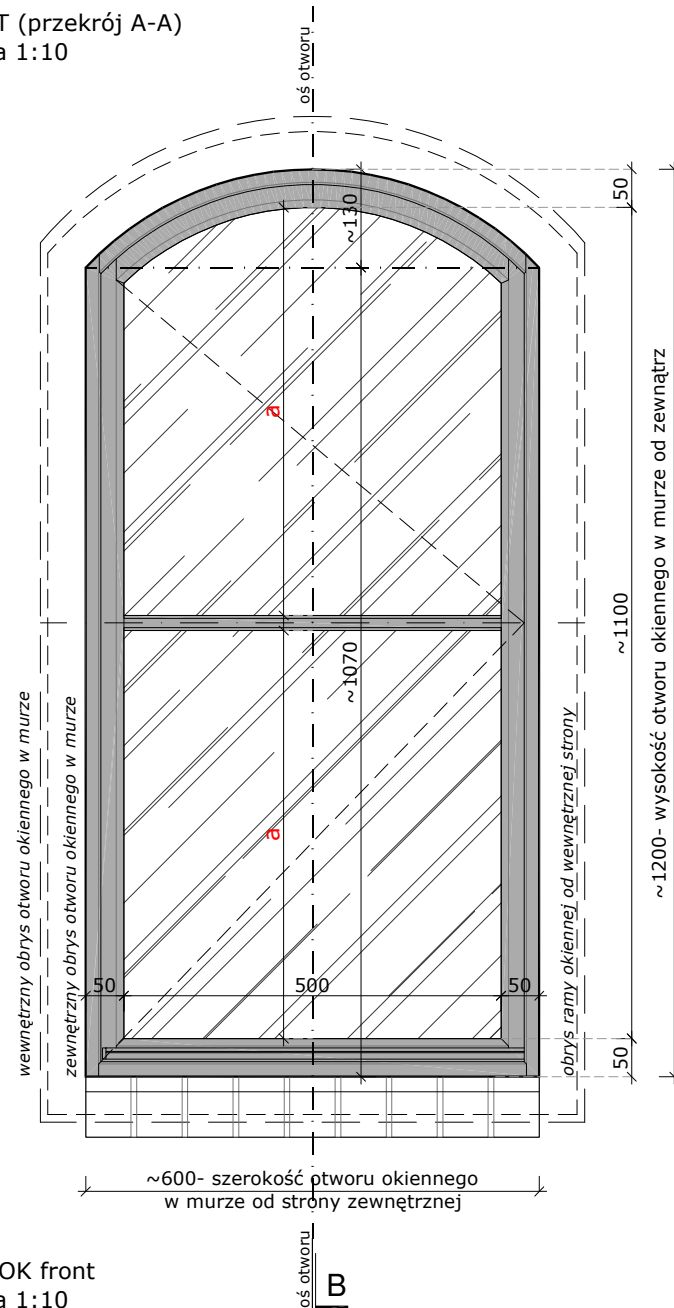 T (przekrój A-A)
a 1:10
oś otworu
50
~130
a
~1200- wysokość otworu okiennego w murze od zewnątrz
~1100
~1070
wewnętrzny obrys otworu okiennego w murze
zewnętrzny obrys otworu okiennego w murze
obrys ramy okiennej od wewnętrznej strony
a
50
500
50
50
~600- szerokość otworu okiennego
w murze od strony zewnętrznej
oś otworu
B
OK front
a 1:10